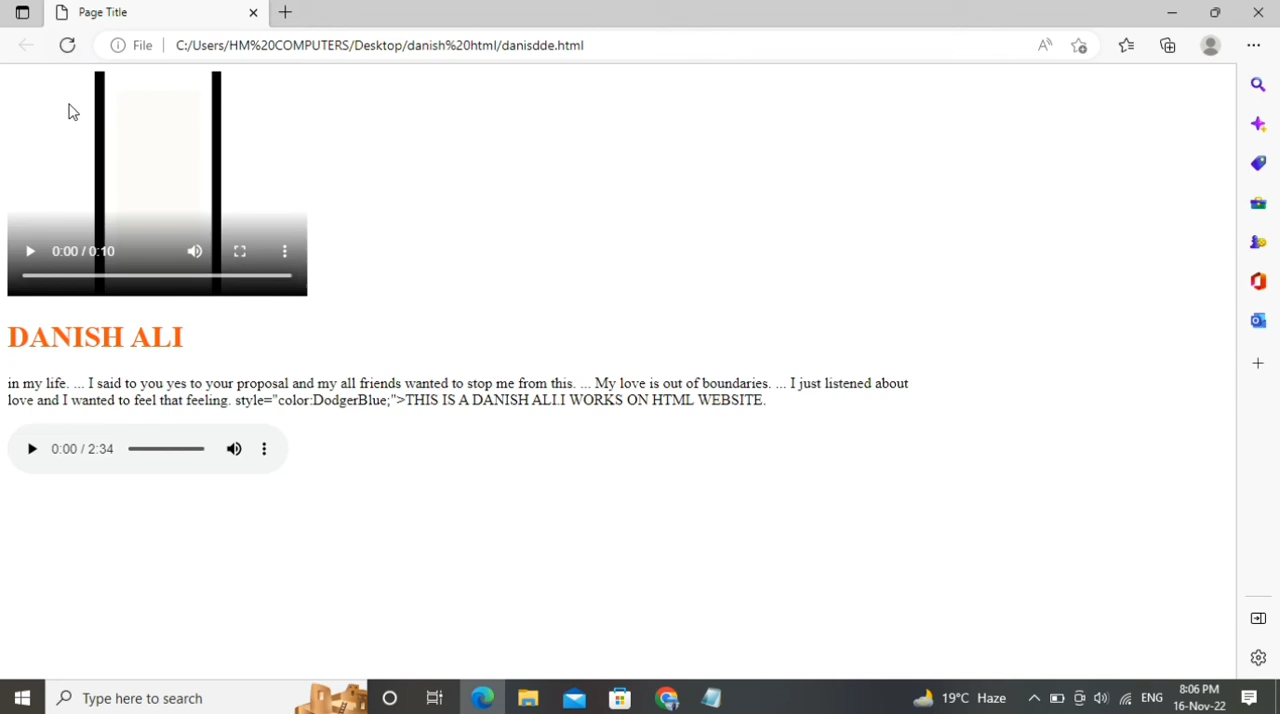 Page Title
File
C:/Users/HM%20COMPUTERS/Desktop/danish%20html/danisdde.html
0:00 / 0:10
DANISH ALI
in my life. ... I said to you yes to your proposal and my all friends wanted to stop me from this. ... My love is out of boundaries. ... I just listened about
love and I wanted to feel that feeling. style="color:DodgerBlue;">THIS IS A DANISH ALI.I WORKS ON HTML WEBSITE.
0:00 / 2:34
Type here to search
19°C Haze
ENG
8:06 PM
16-Nov-22